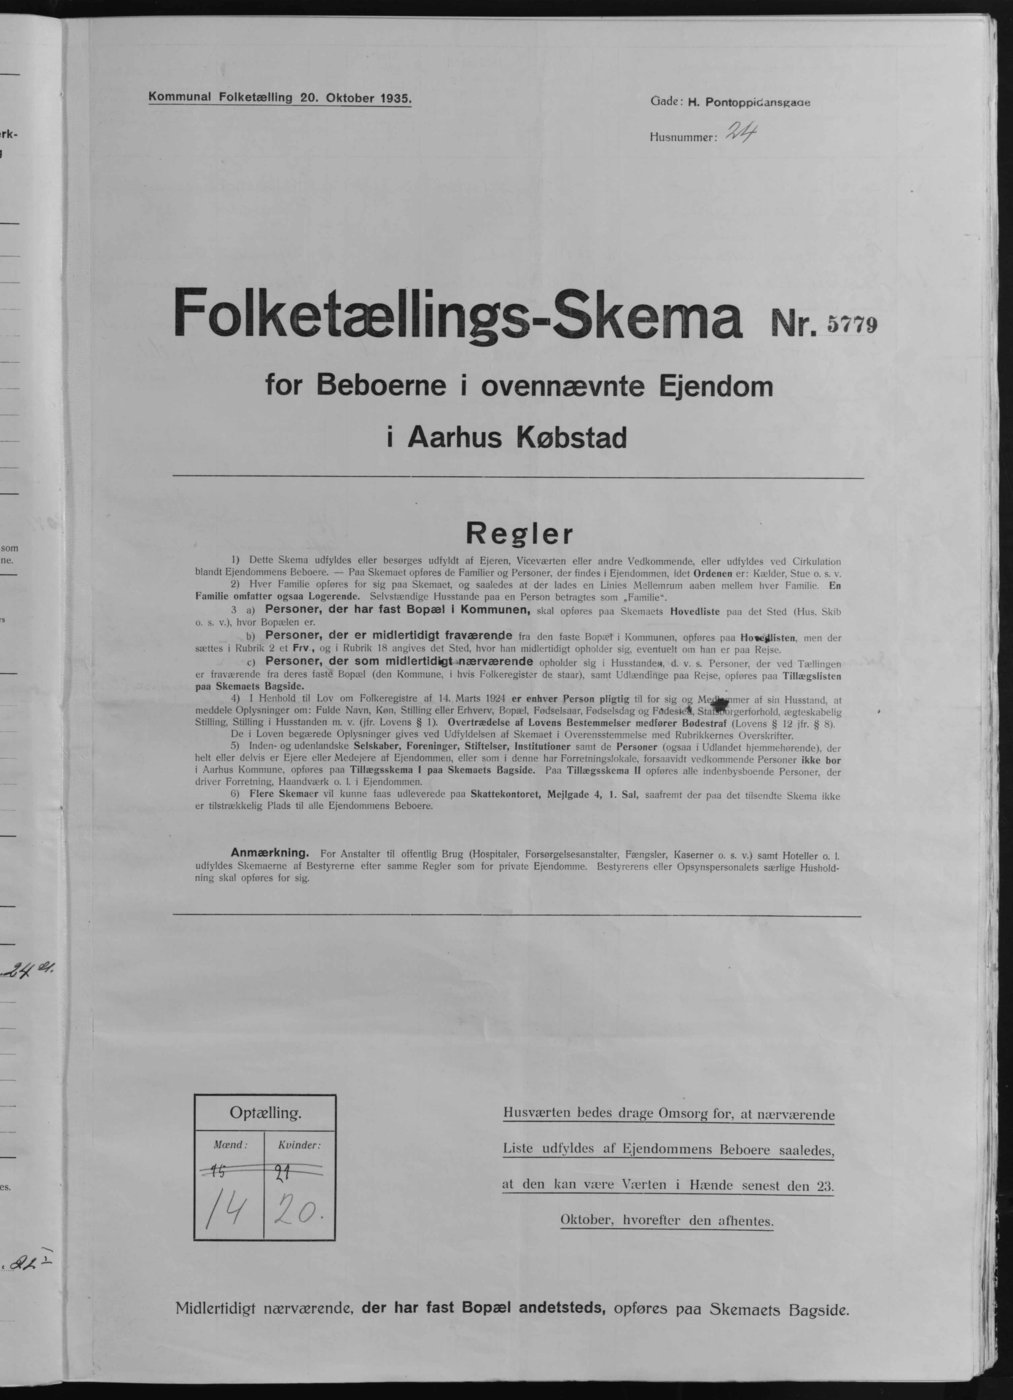 Kommunal Folketælling 20. Oktober 1935.
Gade: H. Pontoppidansgade
Husnummer: 24
Folketællings-Skema Nr. 5779
for Beboerne i ovennævnte Ejendom
i Aarhus Købstad
Regler
1) Dette Skema udfyldes eller besørges udfyldt af Ejeren, Viceværten eller andre Vedkommende, eller udfyldes ved Cirkulation
blandt Ejendommens Beboere. — Paa Skemaet opføres de Familier og Personer, der findes i Ejendommen, idet Ordenen er: Kælder, Stue o. s. v.
2) Hver Familie opføres for sig paa Skemaet, og saaledes at der lades en Linies Mellemrum aaben mellem hver Familie. En
Familie omfatter ogsaa Logerende. Selvstændige Husstande paa en Person betragtes som „Familie“.
3 a) Personer, der har fast Bopæl i Kommunen, skal opføres paa Skemaets Hovedliste paa det Sted (Hus, Skib
o. s. v.), hvor Bopælen er.
b) Personer, der er midlertidigt fraværende fra den faste Bopæl i Kommunen, opføres paa Hovedlisten, men der
sættes i Rubrik 2 et Frv, og i Rubrik 18 angives det Sted, hvor han midlertidigt opholder sig, eventuelt om han er paa Rejse.
c) Personer, der som midlertidigt nærværende opholder sig i Husstanden, d. v. s. Personer, der ved Tællingen
er fraværende fra deres faste Bopæl (den Kommune, i hvis Folkeregister de staar), samt Udlændinge paa Rejse, opføres paa Tillægslisten
paa Skemaets Bagside.
4) I Henhold til Lov om Folkeregistre af 14. Marts 1924 er enhver Person pligtig til for sig og Medlemmer af sin Husstand, at
meddele Oplysninger om: Fulde Navn, Køn, Stilling eller Erhverv, Bopæl, Fødselsaar, Fødselsdag og Fødested, Statsborgerforhold, ægteskabelig
Stilling, Stilling i Husstanden m. v. (jfr. Lovens § 1). Overtrædelse af Lovens Bestemmelser medfører Bødestraf (Lovens § 12 jfr. § 8).
De i Loven begærede Oplysninger gives ved Udfyldelsen af Skemaet i Overensstemmelse med Rubrikkernes Overskrifter.
5) Inden- og udenlandske Selskaber, Foreninger, Stiftelser, Institutioner samt de Personer (ogsaa i Udlandet hjemmehørende), der
helt eller delvis er Ejere eller Medejere af Ejendommen, eller som i denne har Forretningslokale, forsaavidt vedkommende Personer ikke bor
i Aarhus Kommune, opføres paa Tillægsskema I paa Skemaets Bagside. Paa Tillægsskema II opføres alle indenbysboende Personer, der
driver Forretning, Haandværk o. l. i Ejendommen.
6) Flere Skemaer vil kunne faas udleverede paa Skattekontoret, Mejlgade 4, 1. Sal, saafremt der paa det tilsendte Skema ikke
er tilstrækkelig Plads til alle Ejendommens Beboere.
Anmærkning. For Anstalter til offentlig Brug (Hospitaler, Forsørgelsesanstalter, Fængsler, Kaserner o. s. v.) samt Hoteller o. l.
udfyldes Skemaerne af Bestyrerne efter samme Regler som for private Ejendomme. Bestyrerens eller Opsynspersonalets særlige Hushold-
ning skal opføres for sig.
Optælling.
Mænd: Kvinder:
15 21
14 20.
Husværten bedes drage Omsorg for, at nærværende
Liste udfyldes af Ejendommens Beboere saaledes,
at den kan være Værten i Hænde senest den 23.
Oktober, hvorefter den afhentes.
Midlertidigt nærværende, der har fast Bopæl andetsteds, opføres paa Skemaets Bagside.